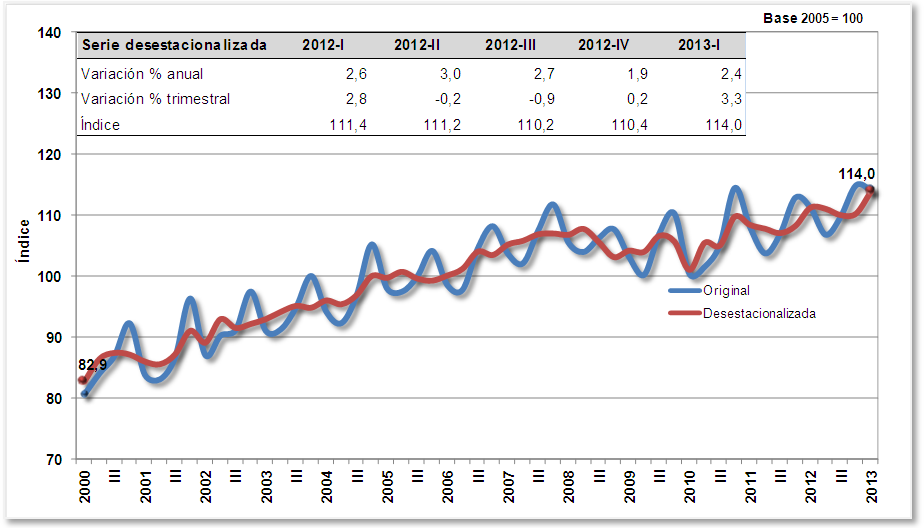 Base 2005 = 100
Serie desestacionalizada 2012-I 2012-II 2012-III 2012-IV 2013-I
Variación % anual 2,6 3,0 2,7 1,9 2,4
Variación % trimestral 2,8 -0,2 -0,9 0,2 3,3
Índice 111,4 111,2 110,2 110,4 114,0
140
130
120
110
100
90
80
70
Índice
114,0
82,9
Original
Desestacionalizada
2000 III 2001 III 2002 III 2003 III 2004 III 2005 III 2006 III 2007 III 2008 III 2009 III 2010 III 2011 III 2012 III 2013